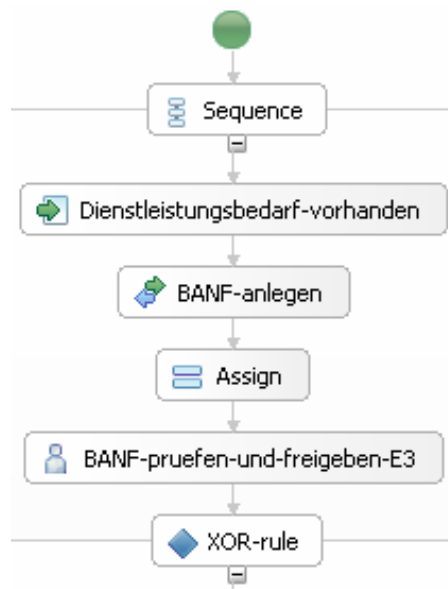 Sequence
Dienstleistungsbedarf-vorhanden
BANF-anlegen
Assign
BANF-pruefen-und-freigeben-E3
XOR-rule